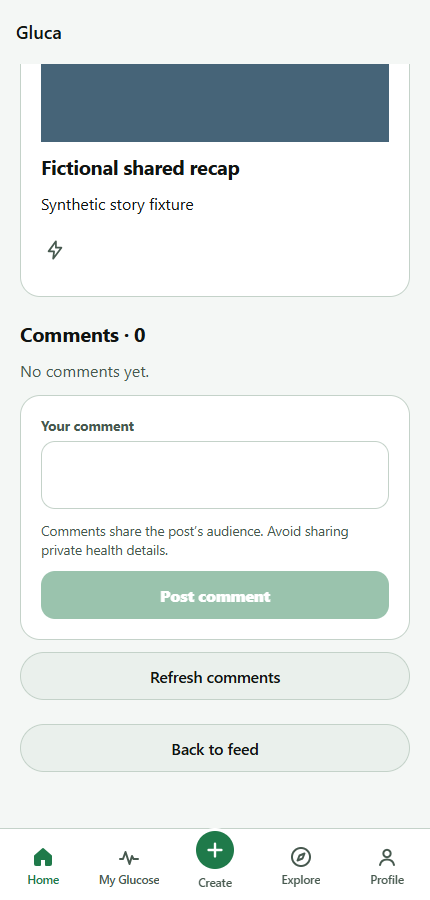 Gluca
Fictional shared recap
Synthetic story fixture
Comments · 0
No comments yet.
Your comment
Comments share the post's audience. Avoid sharing
private health details.
Post comment
Refresh comments
Back to feed
Home
My Glucose
Create
Explore
Profile